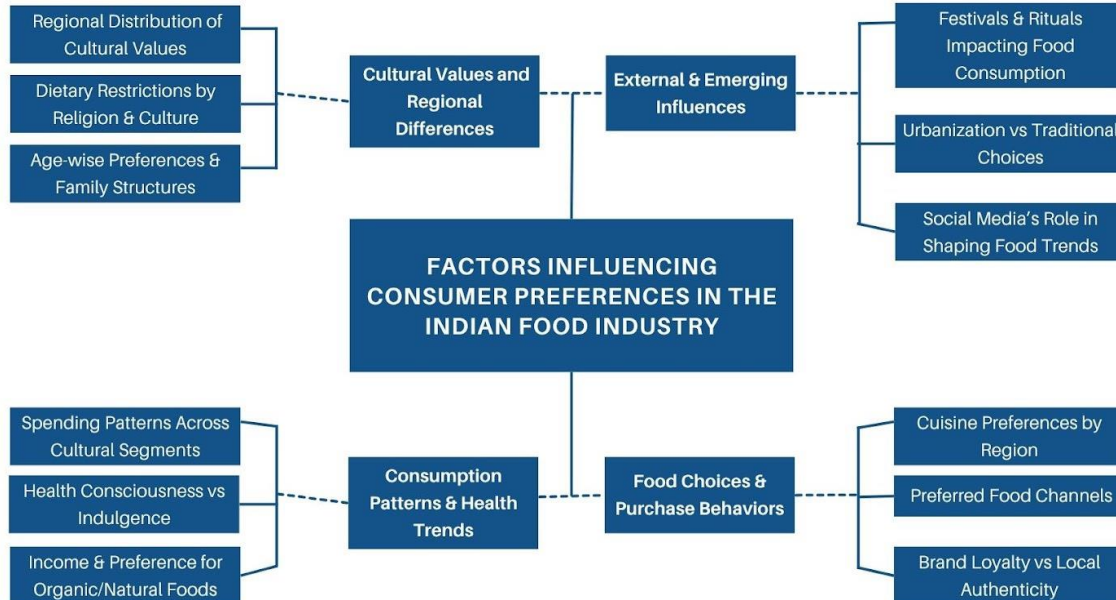 Regional Distribution of
Cultural Values
Dietary Restrictions by
Religion & Culture
Age-wise Preferences &
Family Structures
Cultural Values and
Regional
Differences
External & Emerging
Influences
Festivals & Rituals
Impacting Food
Consumption
Urbanization vs Traditional
Choices
Social Media’s Role in
Shaping Food Trends
FACTORS INFLUENCING
CONSUMER PREFERENCES IN THE
INDIAN FOOD INDUSTRY
Spending Patterns Across
Cultural Segments
Health Consciousness vs
Indulgence
Income & Preference for
Organic/Natural Foods
Consumption
Patterns & Health
Trends
Food Choices &
Purchase Behaviors
Cuisine Preferences by
Region
Preferred Food Channels
Brand Loyalty vs Local
Authenticity